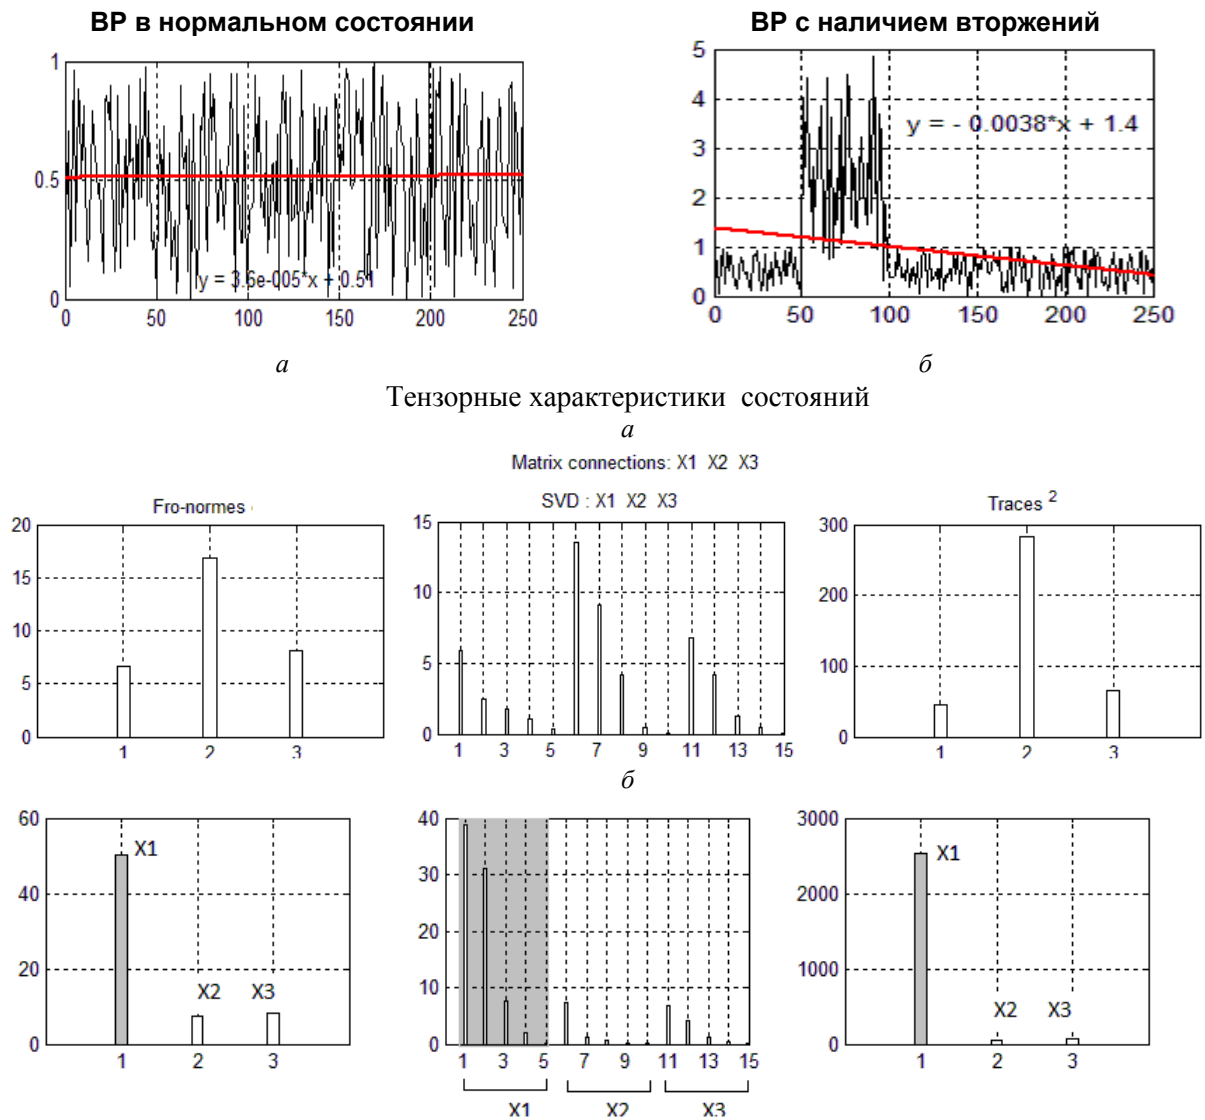 ВР в нормальном состоянии
ВР с наличием вторжений
1
0.5
0
y = 3.6e-005*x + 0.51
0 50 100 150 200 250
5
4
3
2
1
0
y = - 0.0038*x + 1.4
0 50 100 150 200 250
а
б
Тензорные характеристики состояний
а
Matrix connections: X1 X2 X3
Fro-normes
SVD : X1 X2 X3
Traces 2
20
15
10
5
0
1 2 3
15
10
5
0
1 3 5 7 9 11 13 15
300
200
100
0
1 2 3
б
60
40
20
0
X1
X2 X3
1 2 3
40
30
20
10
0
1 3 5 7 9 11 13 15
X1 X2 X3
3000
2000
1000
0
X1
X2 X3
1 2 3